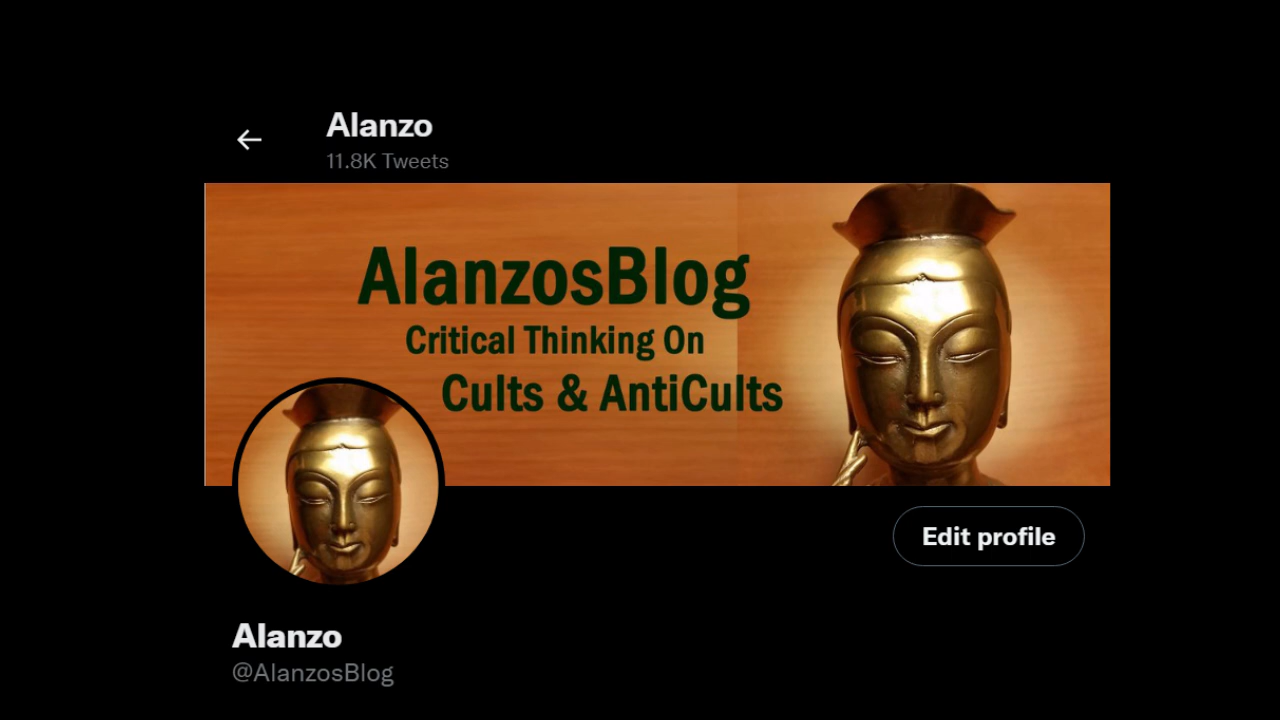 Alanzo
11.8K Tweets
AlanzosBlog
Critical Thinking On
Cults & AntiCults
Edit profile
Alanzo
@AlanzosBlog